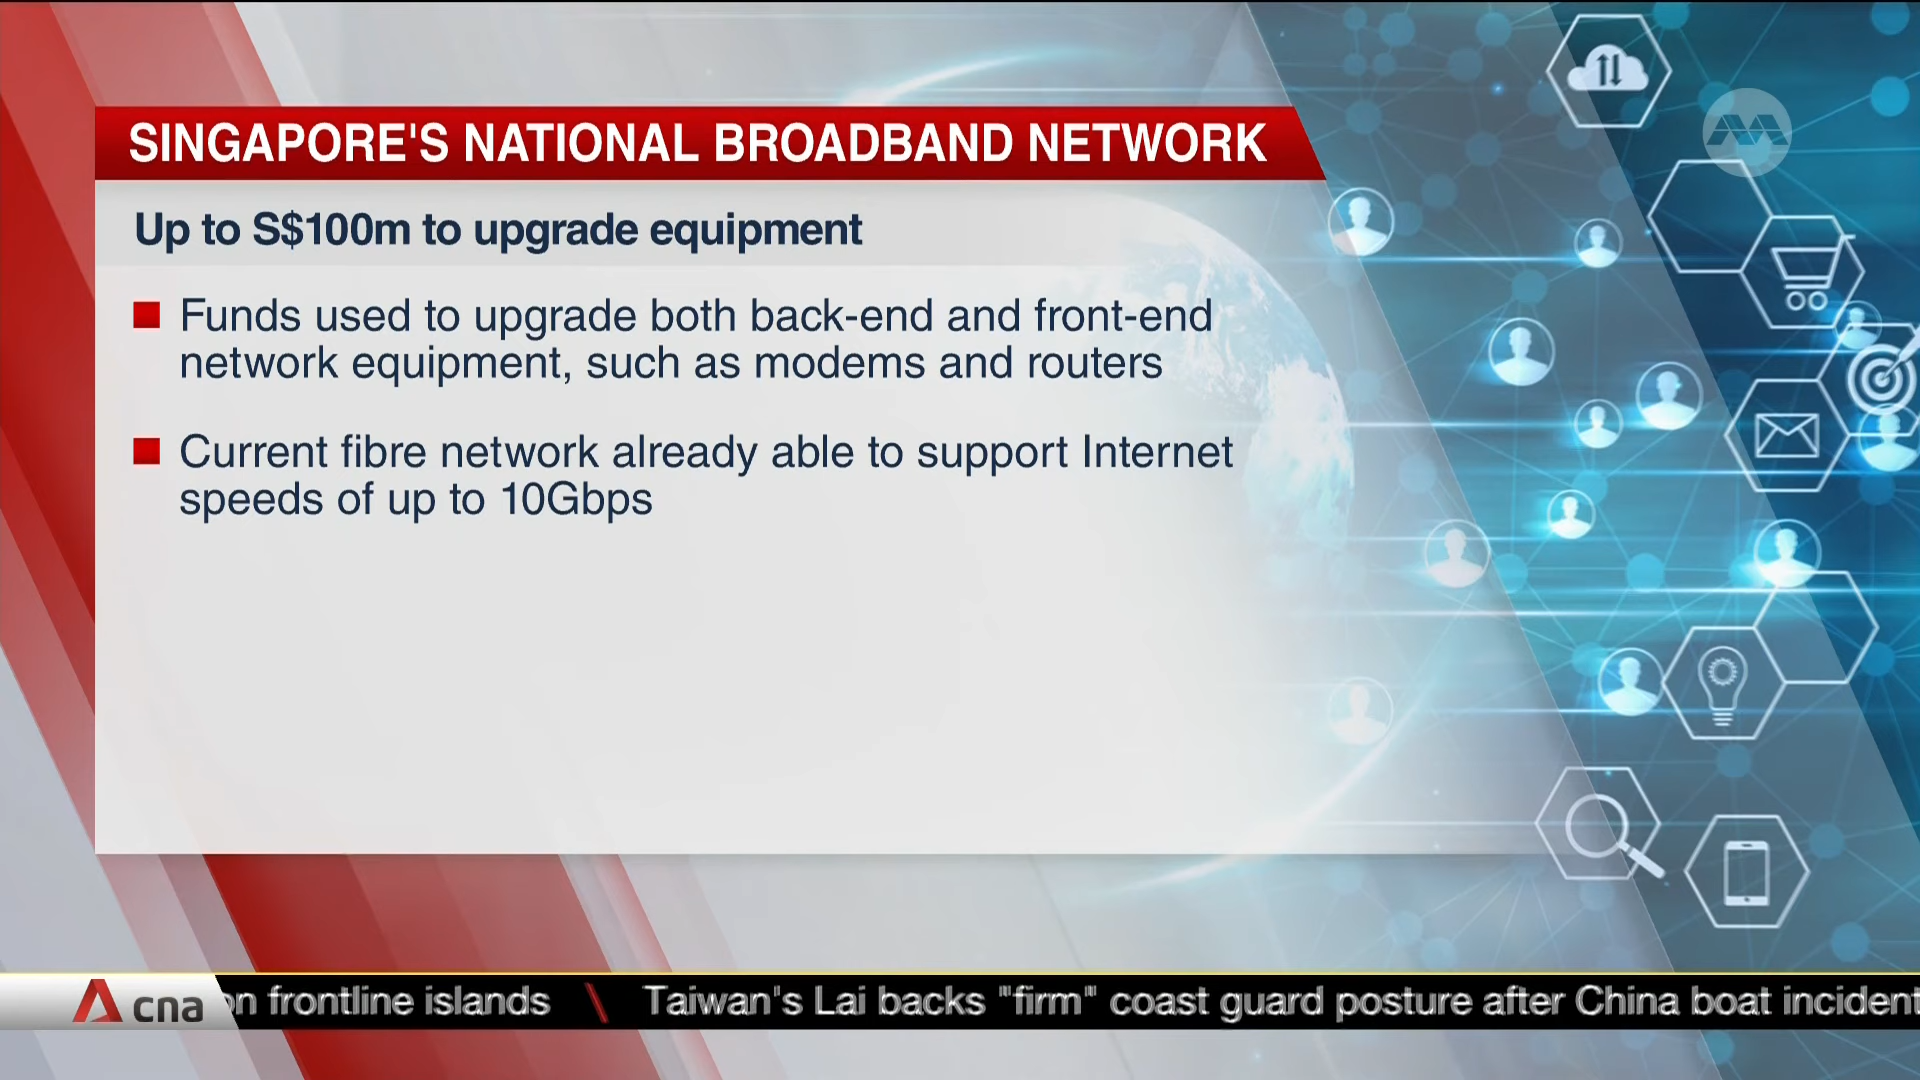 SINGAPORE'S NATIONAL BROADBAND NETWORK
Up to S$100m to upgrade equipment
Funds used to upgrade both back-end and front-end
network equipment, such as modems and routers
Current fibre network already able to support Internet
speeds of up to 10Gbps
cna on frontline islands \ Taiwan's Lai backs "firm" coast guard posture after China boat incident